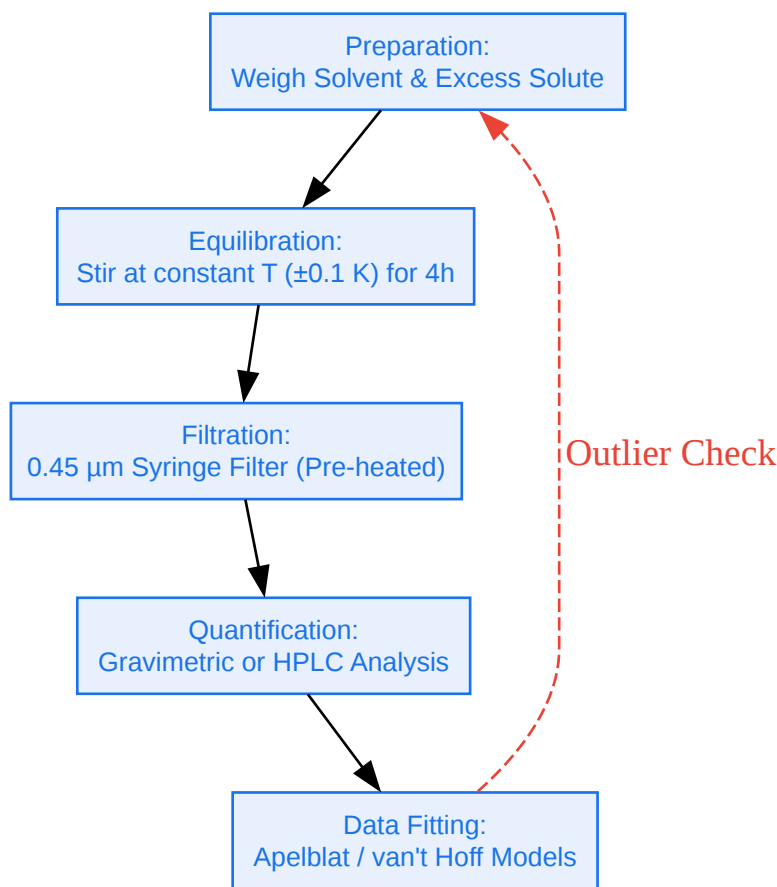 Preparation:
Weigh Solvent & Excess Solute
Equilibration:
Stir at constant T (±0.1 K) for 4h
Filtration:
0.45 µm Syringe Filter (Pre-heated)
Outlier Check
Quantification:
Gravimetric or HPLC Analysis
Data Fitting:
Apelblat / van't Hoff Models